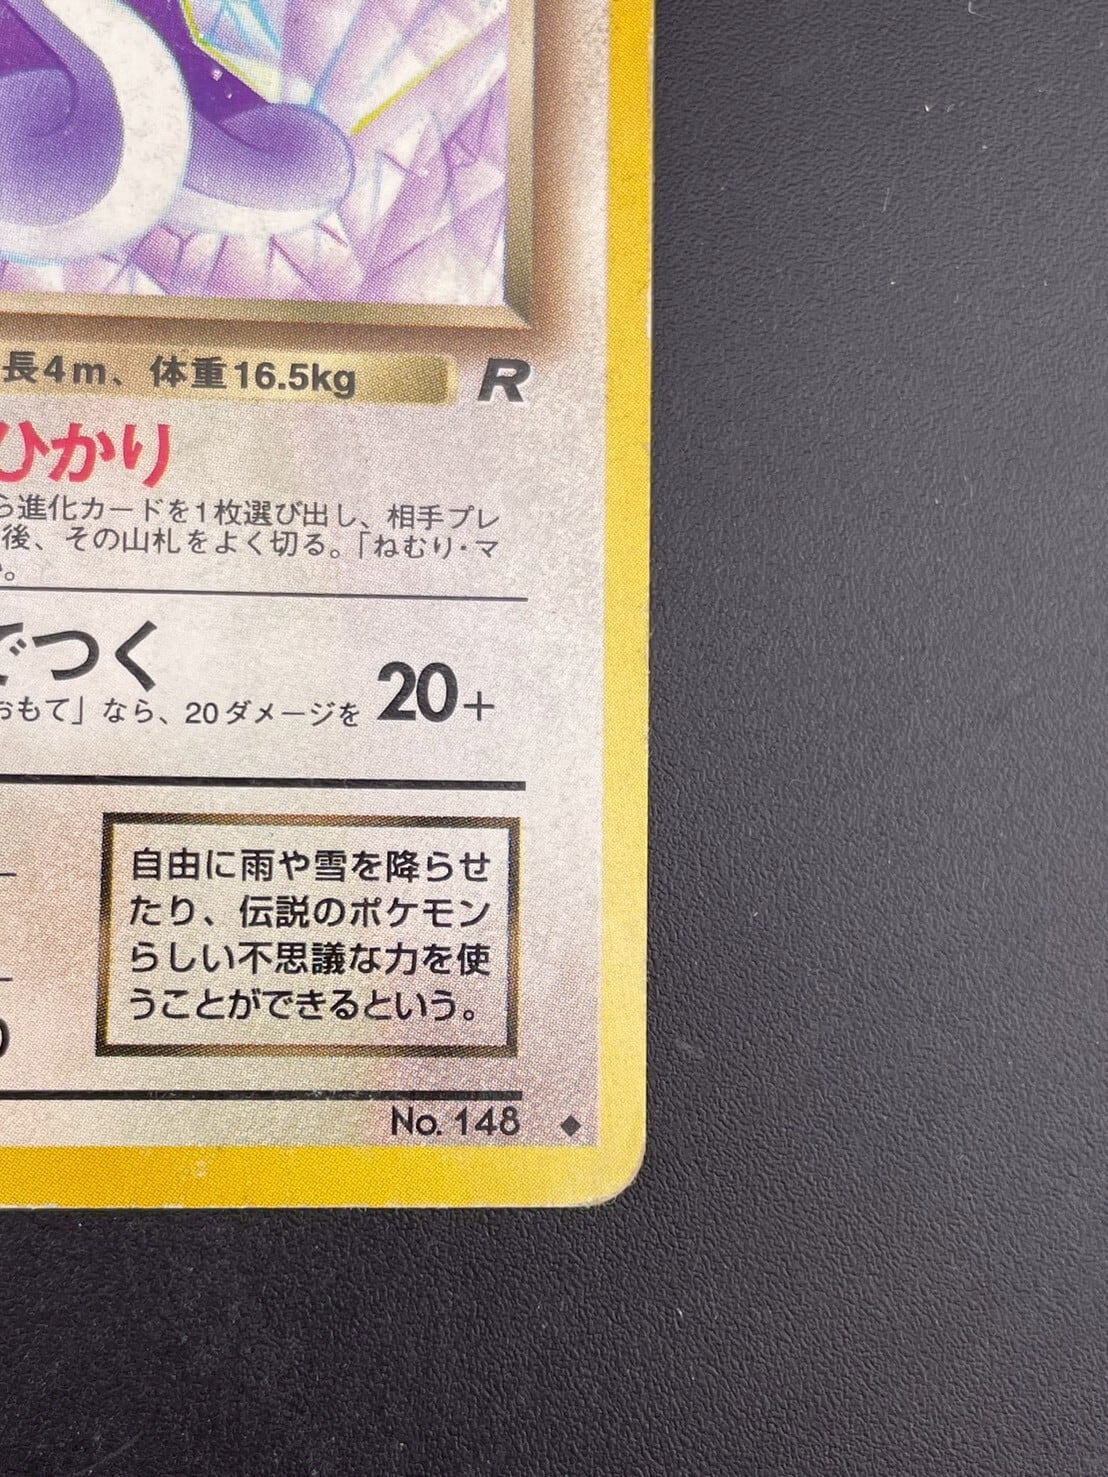 長4m、体重16.5kg
R
ひかり
ら進化カードを1枚選び出し、相手プレ
後、その山札をよく切る。「ねむり・マ
。
でつく
おもて」なら、20ダメージを
20+
自由に雨や雪を降らせ
たり、伝説のポケモン
らしい不思議な力を使
うことができるという。
No. 148 ◆